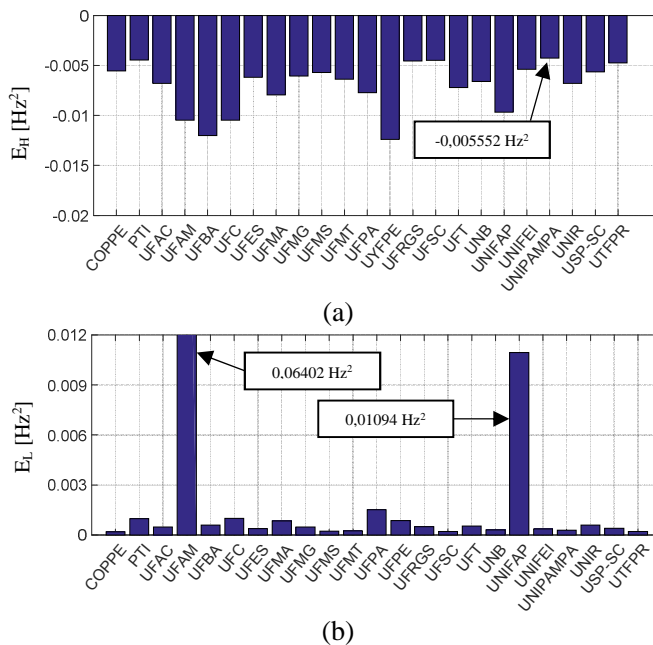 0
-0.005
-0.01
-0.015
-0.02
E_H [Hz²]
-0,005552 Hz²
COPPE
PTI
UFAC
UFAM
UFBA
UFC
UFES
UFMA
UFMG
UFMS
UFMT
UFPA
UYFPE
UFRGS
UFSC
UFT
UNB
UNIFAP
UNIFEI
UNIPAMPA
UNIR
USP-SC
UTFPR
(a)
0.012
0.009
0.006
0.003
0
E_L [Hz²]
0,06402 Hz²
0,01094 Hz²
COPPE
PTI
UFAC
UFAM
UFBA
UFC
UFES
UFMA
UFMG
UFMS
UFMT
UFPA
UFPE
UFRGS
UFSC
UFT
UNB
UNIFAP
UNIFEI
UNIPAMPA
UNIR
USP-SC
UTFPR
(b)